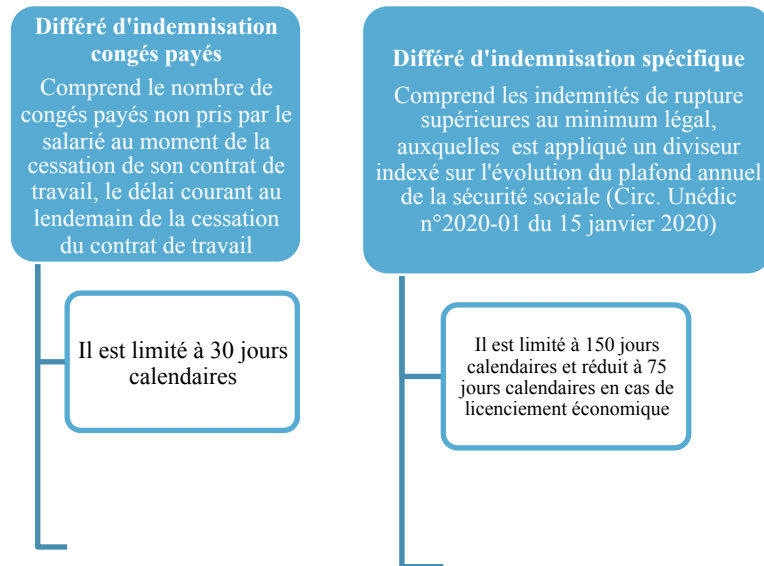 Différé d'indemnisation
congés payés
Comprend le nombre de
congés payés non pris par le
salarié au moment de la
cessation de son contrat de
travail, le délai courant au
lendemain de la cessation
du contrat de travail
Il est limité à 30 jours
calendaires
Différé d'indemnisation spécifique
Comprend les indemnités de rupture
supérieures au minimum légal,
auxquelles est appliqué un diviseur
indexé sur l'évolution du plafond annuel
de la sécurité sociale (Circ. Unédic
n°2020-01 du 15 janvier 2020)
Il est limité à 150 jours
calendaires et réduit à 75
jours calendaires en cas de
licenciement économique